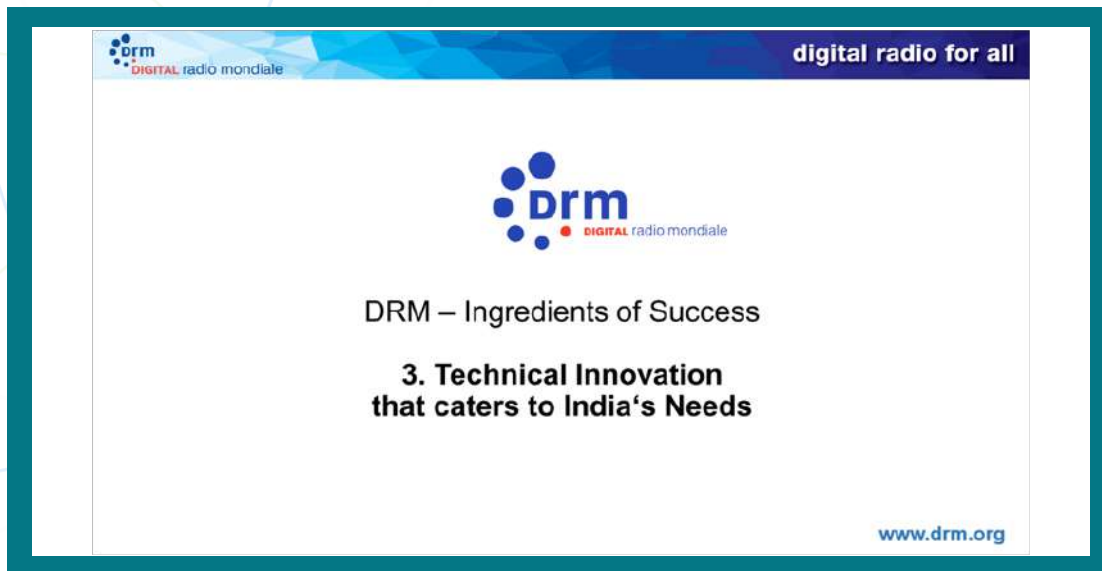 Drm
DIGITAL radio mondiale
digital radio for all
Drm
DIGITAL radio mondiale
DRM – Ingredients of Success
3. Technical Innovation
that caters to India‘s Needs
www.drm.org